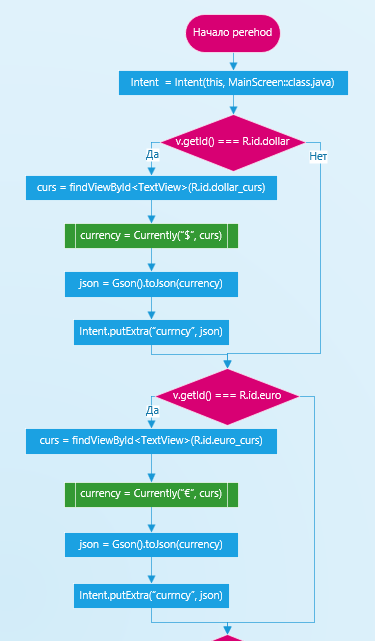 Начало perehod
Intent = Intent(this, MainScreen::class.java)
v.getId() === R.id.dollar
Да
Нет
curs = findViewById<TextView>(R.id.dollar_curs)
currency = Currently("$", curs)
json = Gson().toJson(currency)
Intent.putExtra("currncy", json)
v.getId() === R.id.euro
Да
curs = findViewById<TextView>(R.id.euro_curs)
currency = Currently("€", curs)
json = Gson().toJson(currency)
Intent.putExtra("currncy", json)